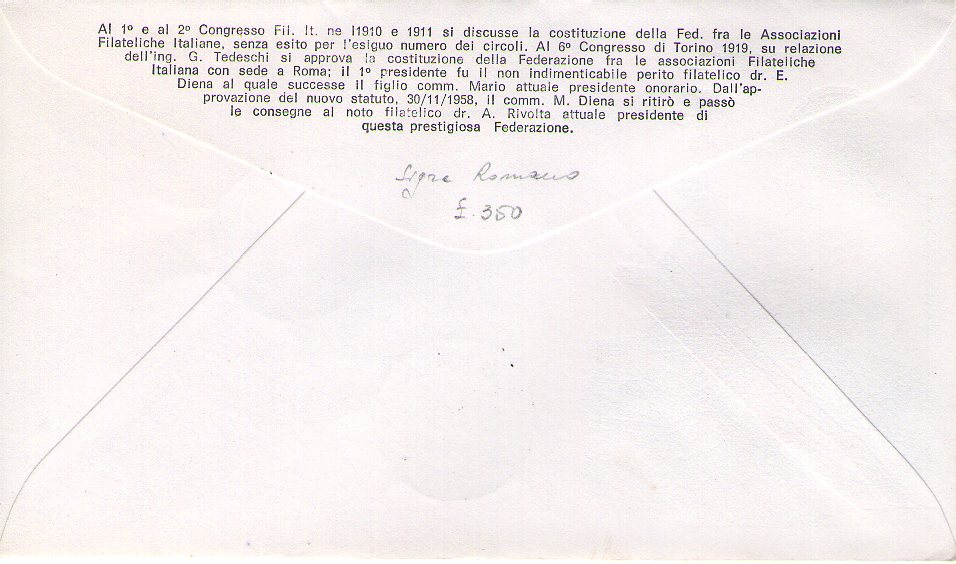 Al 1º e al 2º Congresso Fil. It. ne l1910 e 1911 si discusse la costituzione della Fed. fra le Associazioni
Filateliche Italiane, senza esito per l'esiguo numero dei circoli. Al 6º Congresso di Torino 1919, su relazione
dell'ing. G. Tedeschi si approva la costituzione della Federazione fra le associazioni Filateliche
Italiana con sede a Roma; il 1º presidente fu il non indimenticabile perito filatelico dr. E.
Diena al quale successe il figlio comm. Mario attuale presidente onorario. Dall'ap-
provazione del nuovo statuto, 30/11/1958, il comm. M. Diena si ritirò e passò
le consegne al noto filatelico dr. A. Rivolta attuale presidente di
questa prestigiosa Federazione.
Sigra Romano
£. 350